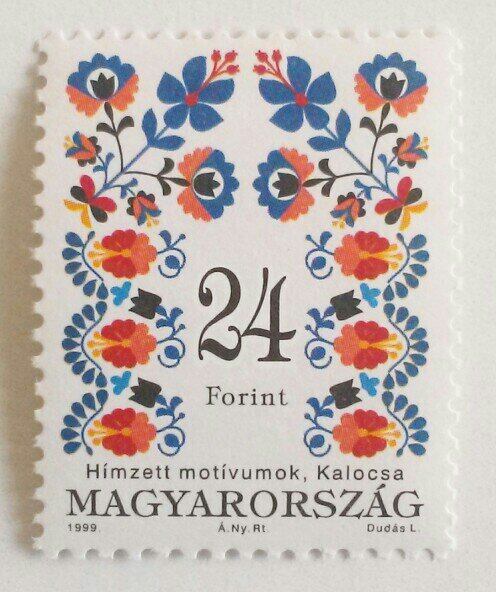 24
Forint
Hímzett motívumok, Kalocsa
MAGYARORSZÁG
1999. Á.Ny.Rt. Dudás L.